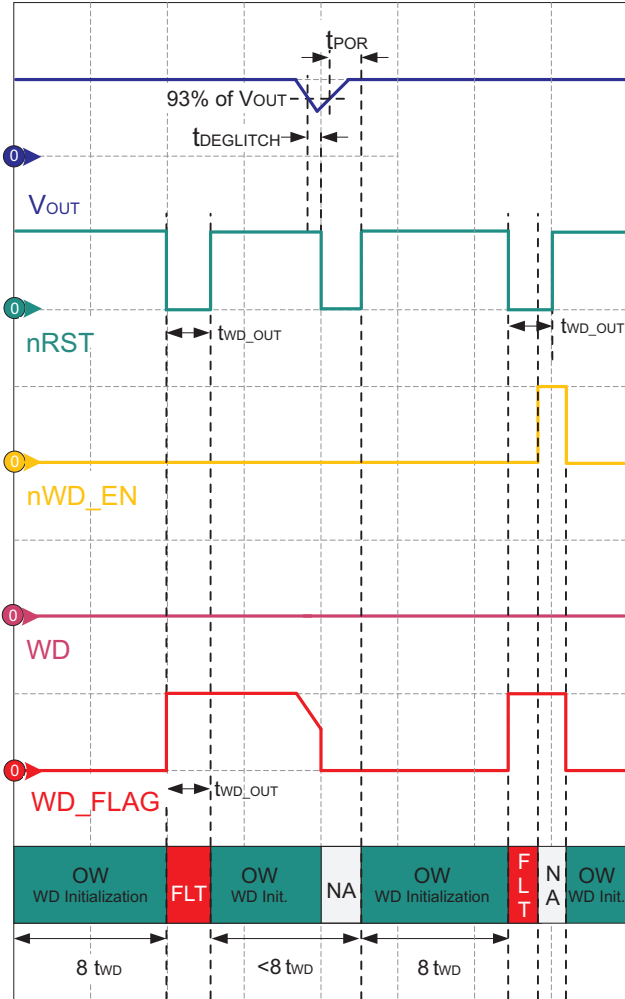 tPOR
93% of VOUT
tDEGLITCH
0
VOUT
0
nRST
tWD_OUT
tWD_OUT
0
nWD_EN
0
WD
0
WD_FLAG
tWD_OUT
OW
WD Initialization
FLT
OW
WD Init.
NA
OW
WD Initialization
F
L
T
N
A
OW
WD Init.
8 tWD
<8 tWD
8 tWD